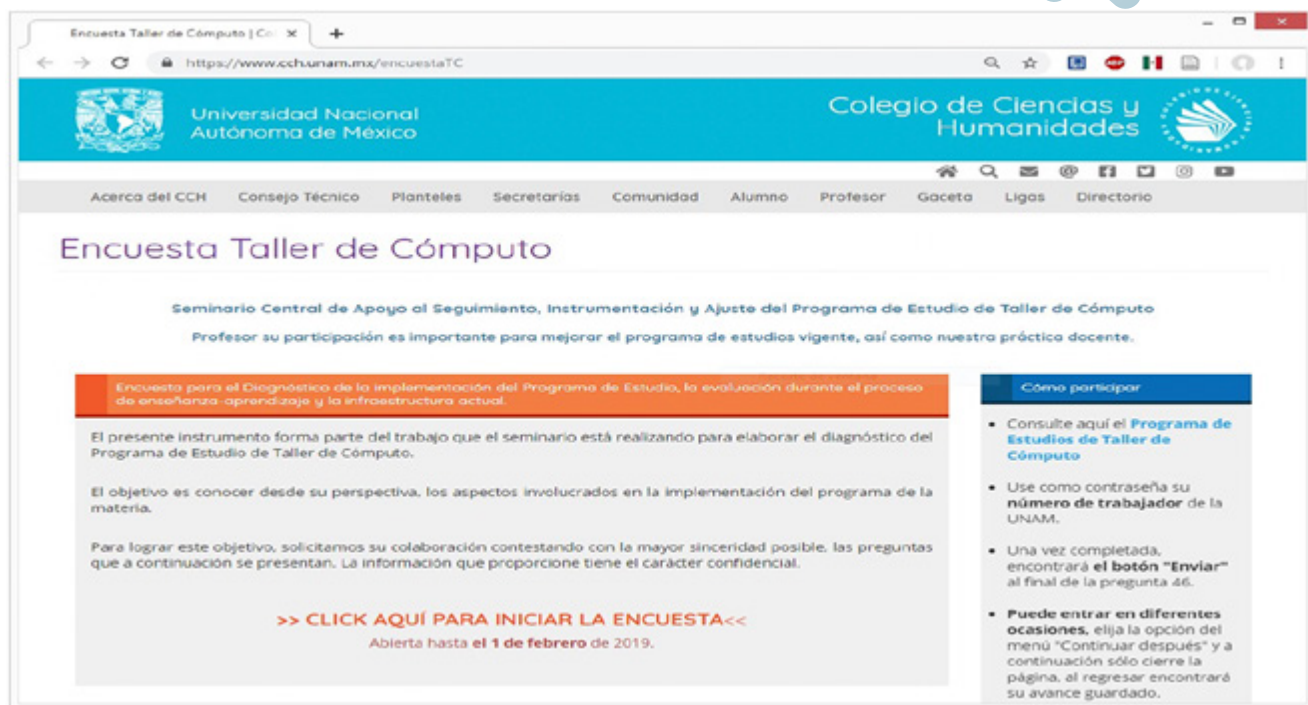 Encuesta Taller de Cómputo | Col
https://www.cch.unam.mx/encuestaTC
Universidad Nacional
Autónoma de México
Colegio de Ciencias y
Humanidades
Acerca del CCH Consejo Técnico Planteles Secretarías Comunidad Alumno Profesor Gaceta Ligas Directorio
Encuesta Taller de Cómputo
Seminario Central de Apoyo al Seguimiento, Instrumentación y Ajuste del Programa de Estudio de Taller de Cómputo
Profesor su participación es importante para mejorar el programa de estudios vigente, así como nuestra práctica docente.
Encuesta para el Diagnóstico de la implementación del Programa de Estudio, la evaluación durante el proceso
de enseñanza-aprendizaje y la infraestructura actual.
El presente instrumento forma parte del trabajo que el seminario está realizando para elaborar el diagnóstico del
Programa de Estudio de Taller de Cómputo.
El objetivo es conocer desde su perspectiva, los aspectos involucrados en la implementación del programa de la
materia.
Para lograr este objetivo, solicitamos su colaboración contestando con la mayor sinceridad posible, las preguntas
que a continuación se presentan. La información que proporcione tiene el carácter confidencial.
>> CLICK AQUÍ PARA INICIAR LA ENCUESTA<<
Abierta hasta el 1 de febrero de 2019.
Cómo participar
• Consulte aquí el Programa de
Estudios de Taller de
Cómputo
• Use como contraseña su
número de trabajador de la
UNAM.
• Una vez completada,
encontrará el botón "Enviar"
al final de la pregunta 46.
• Puede entrar en diferentes
ocasiones, elija la opción del
menú "Continuar después" y a
continuación sólo cierre la
página, al regresar encontrará
su avance guardado.